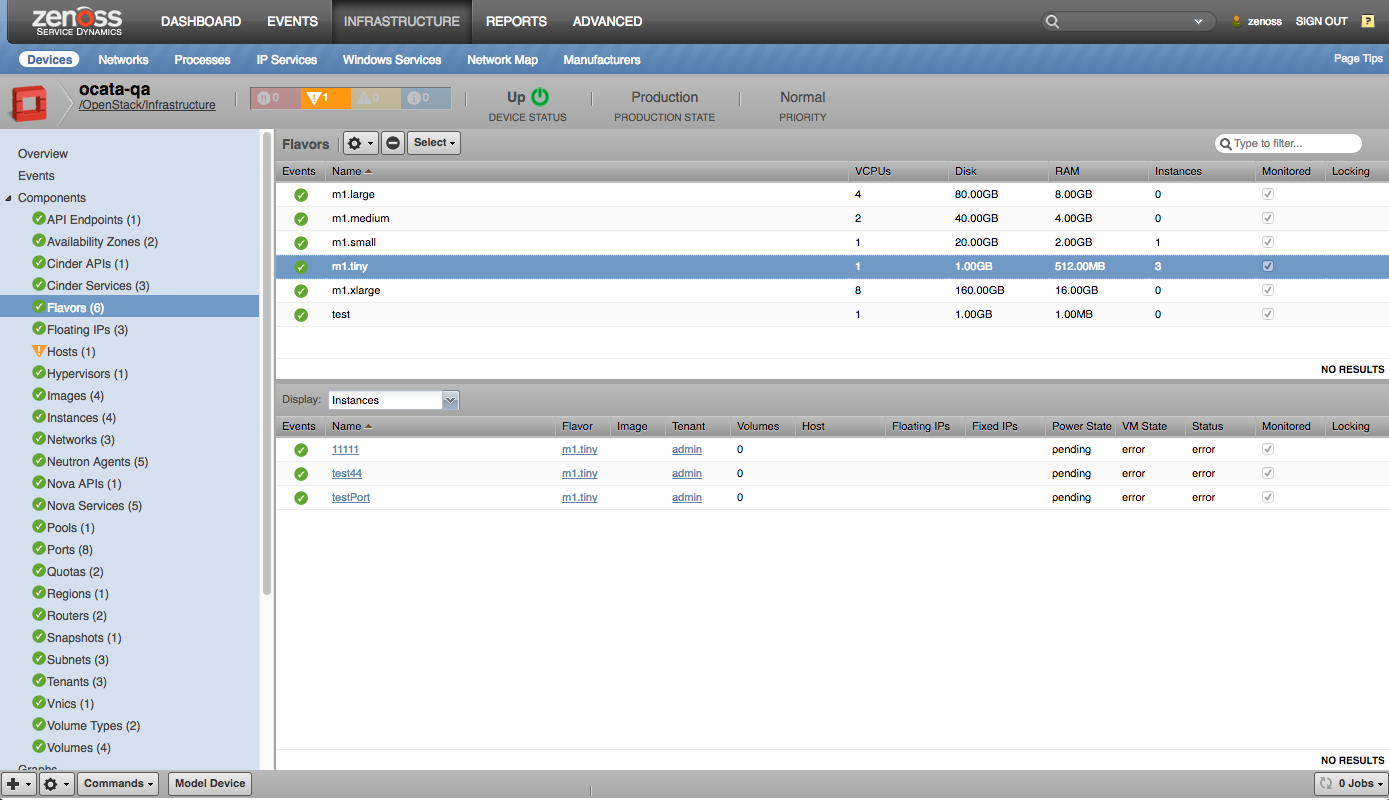 zenoss
SERVICE DYNAMICS
DASHBOARD EVENTS INFRASTRUCTURE REPORTS ADVANCED
zenoss SIGN OUT ?
Devices Networks Processes IP Services Windows Services Network Map Manufacturers Page Tips
ocata-qa
/OpenStack/Infrastructure
0 1 0 0
Up
DEVICE STATUS
Production
PRODUCTION STATE
Normal
PRIORITY
Overview
Events
Components
API Endpoints (1)
Availability Zones (2)
Cinder APIs (1)
Cinder Services (3)
Flavors (6)
Floating IPs (3)
Hosts (1)
Hypervisors (1)
Images (4)
Instances (4)
Networks (3)
Neutron Agents (5)
Nova APIs (1)
Nova Services (5)
Pools (1)
Ports (8)
Quotas (2)
Regions (1)
Routers (2)
Snapshots (1)
Subnets (3)
Tenants (3)
Vnics (1)
Volume Types (2)
Volumes (4)
Graphs
Flavors Select Type to filter...
Events Name VCPUs Disk RAM Instances Monitored Locking
m1.large 4 80.00GB 8.00GB 0
m1.medium 2 40.00GB 4.00GB 0
m1.small 1 20.00GB 2.00GB 1
m1.tiny 1 1.00GB 512.00MB 3
m1.xlarge 8 160.00GB 16.00GB 0
test 1 1.00GB 1.00MB 0
NO RESULTS
Display: Instances
Events Name Flavor Image Tenant Volumes Host Floating IPs Fixed IPs Power State VM State Status Monitored Locking
11111 m1.tiny admin 0 pending error error
test44 m1.tiny admin 0 pending error error
testPort m1.tiny admin 0 pending error error
NO RESULTS
Commands Model Device 0 Jobs